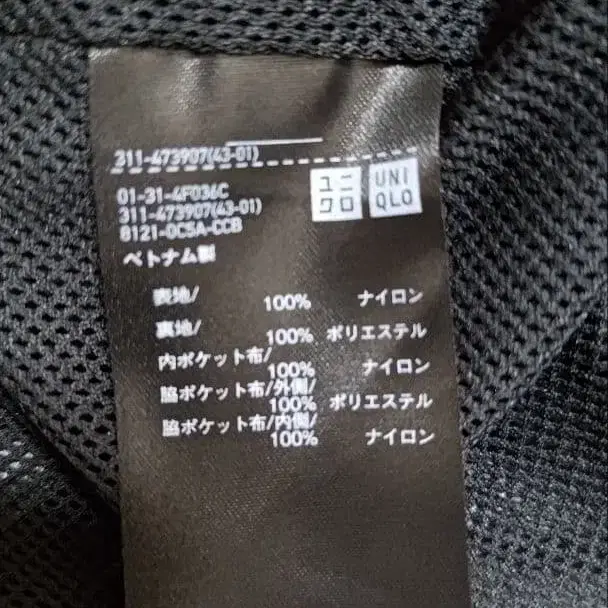 311-473907(43-01)
01-31-4F036C
311-473907(43-01)
8121-0C5A-CCB
ユニ
クロ
UNI
QLO
ベトナム製
表地/
100% ナイロン
裏地/
100% ポリエステル
内ポケット布/
100% ナイロン
脇ポケット布/外側/
100% ポリエステル
脇ポケット布/内側/
100% ナイロン